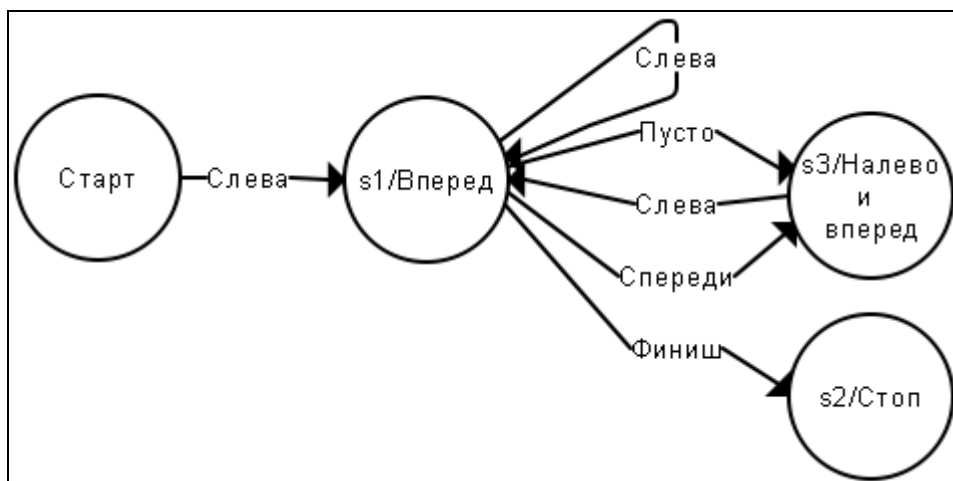 Слева
Пусто
s3/Налево
и
вперед
Старт
Слева
s1/Вперед
Слева
Спереди
Финиш
s2/Стоп